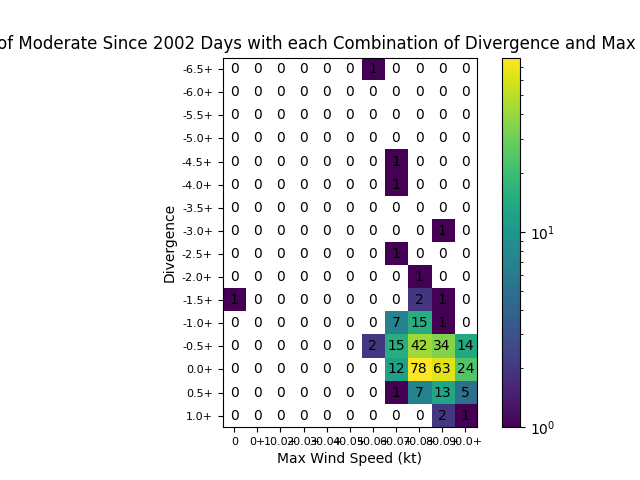 of Moderate Since 2002 Days with each Combination of Divergence and Max
-6.5+ 0 0 0 0 0 0 1 0 0 0 0
-6.0+ 0 0 0 0 0 0 0 0 0 0 0
-5.5+ 0 0 0 0 0 0 0 0 0 0 0
-5.0+ 0 0 0 0 0 0 0 0 0 0 0
-4.5+ 0 0 0 0 0 0 0 1 0 0 0
-4.0+ 0 0 0 0 0 0 0 1 0 0 0
-3.5+ 0 0 0 0 0 0 0 0 0 0 0
-3.0+ 0 0 0 0 0 0 0 0 0 1 0
-2.5+ 0 0 0 0 0 0 0 1 0 0 0
-2.0+ 0 0 0 0 0 0 0 0 1 0 0
-1.5+ 1 0 0 0 0 0 0 0 2 1 0
-1.0+ 0 0 0 0 0 0 0 7 15 1 0
-0.5+ 0 0 0 0 0 0 2 15 42 34 14
0.0+ 0 0 0 0 0 0 0 12 78 63 24
0.5+ 0 0 0 0 0 0 0 1 7 13 5
1.0+ 0 0 0 0 0 0 0 0 0 2 1
0 0+
Max Wind Speed (kt)
Divergence
10¹
10⁰